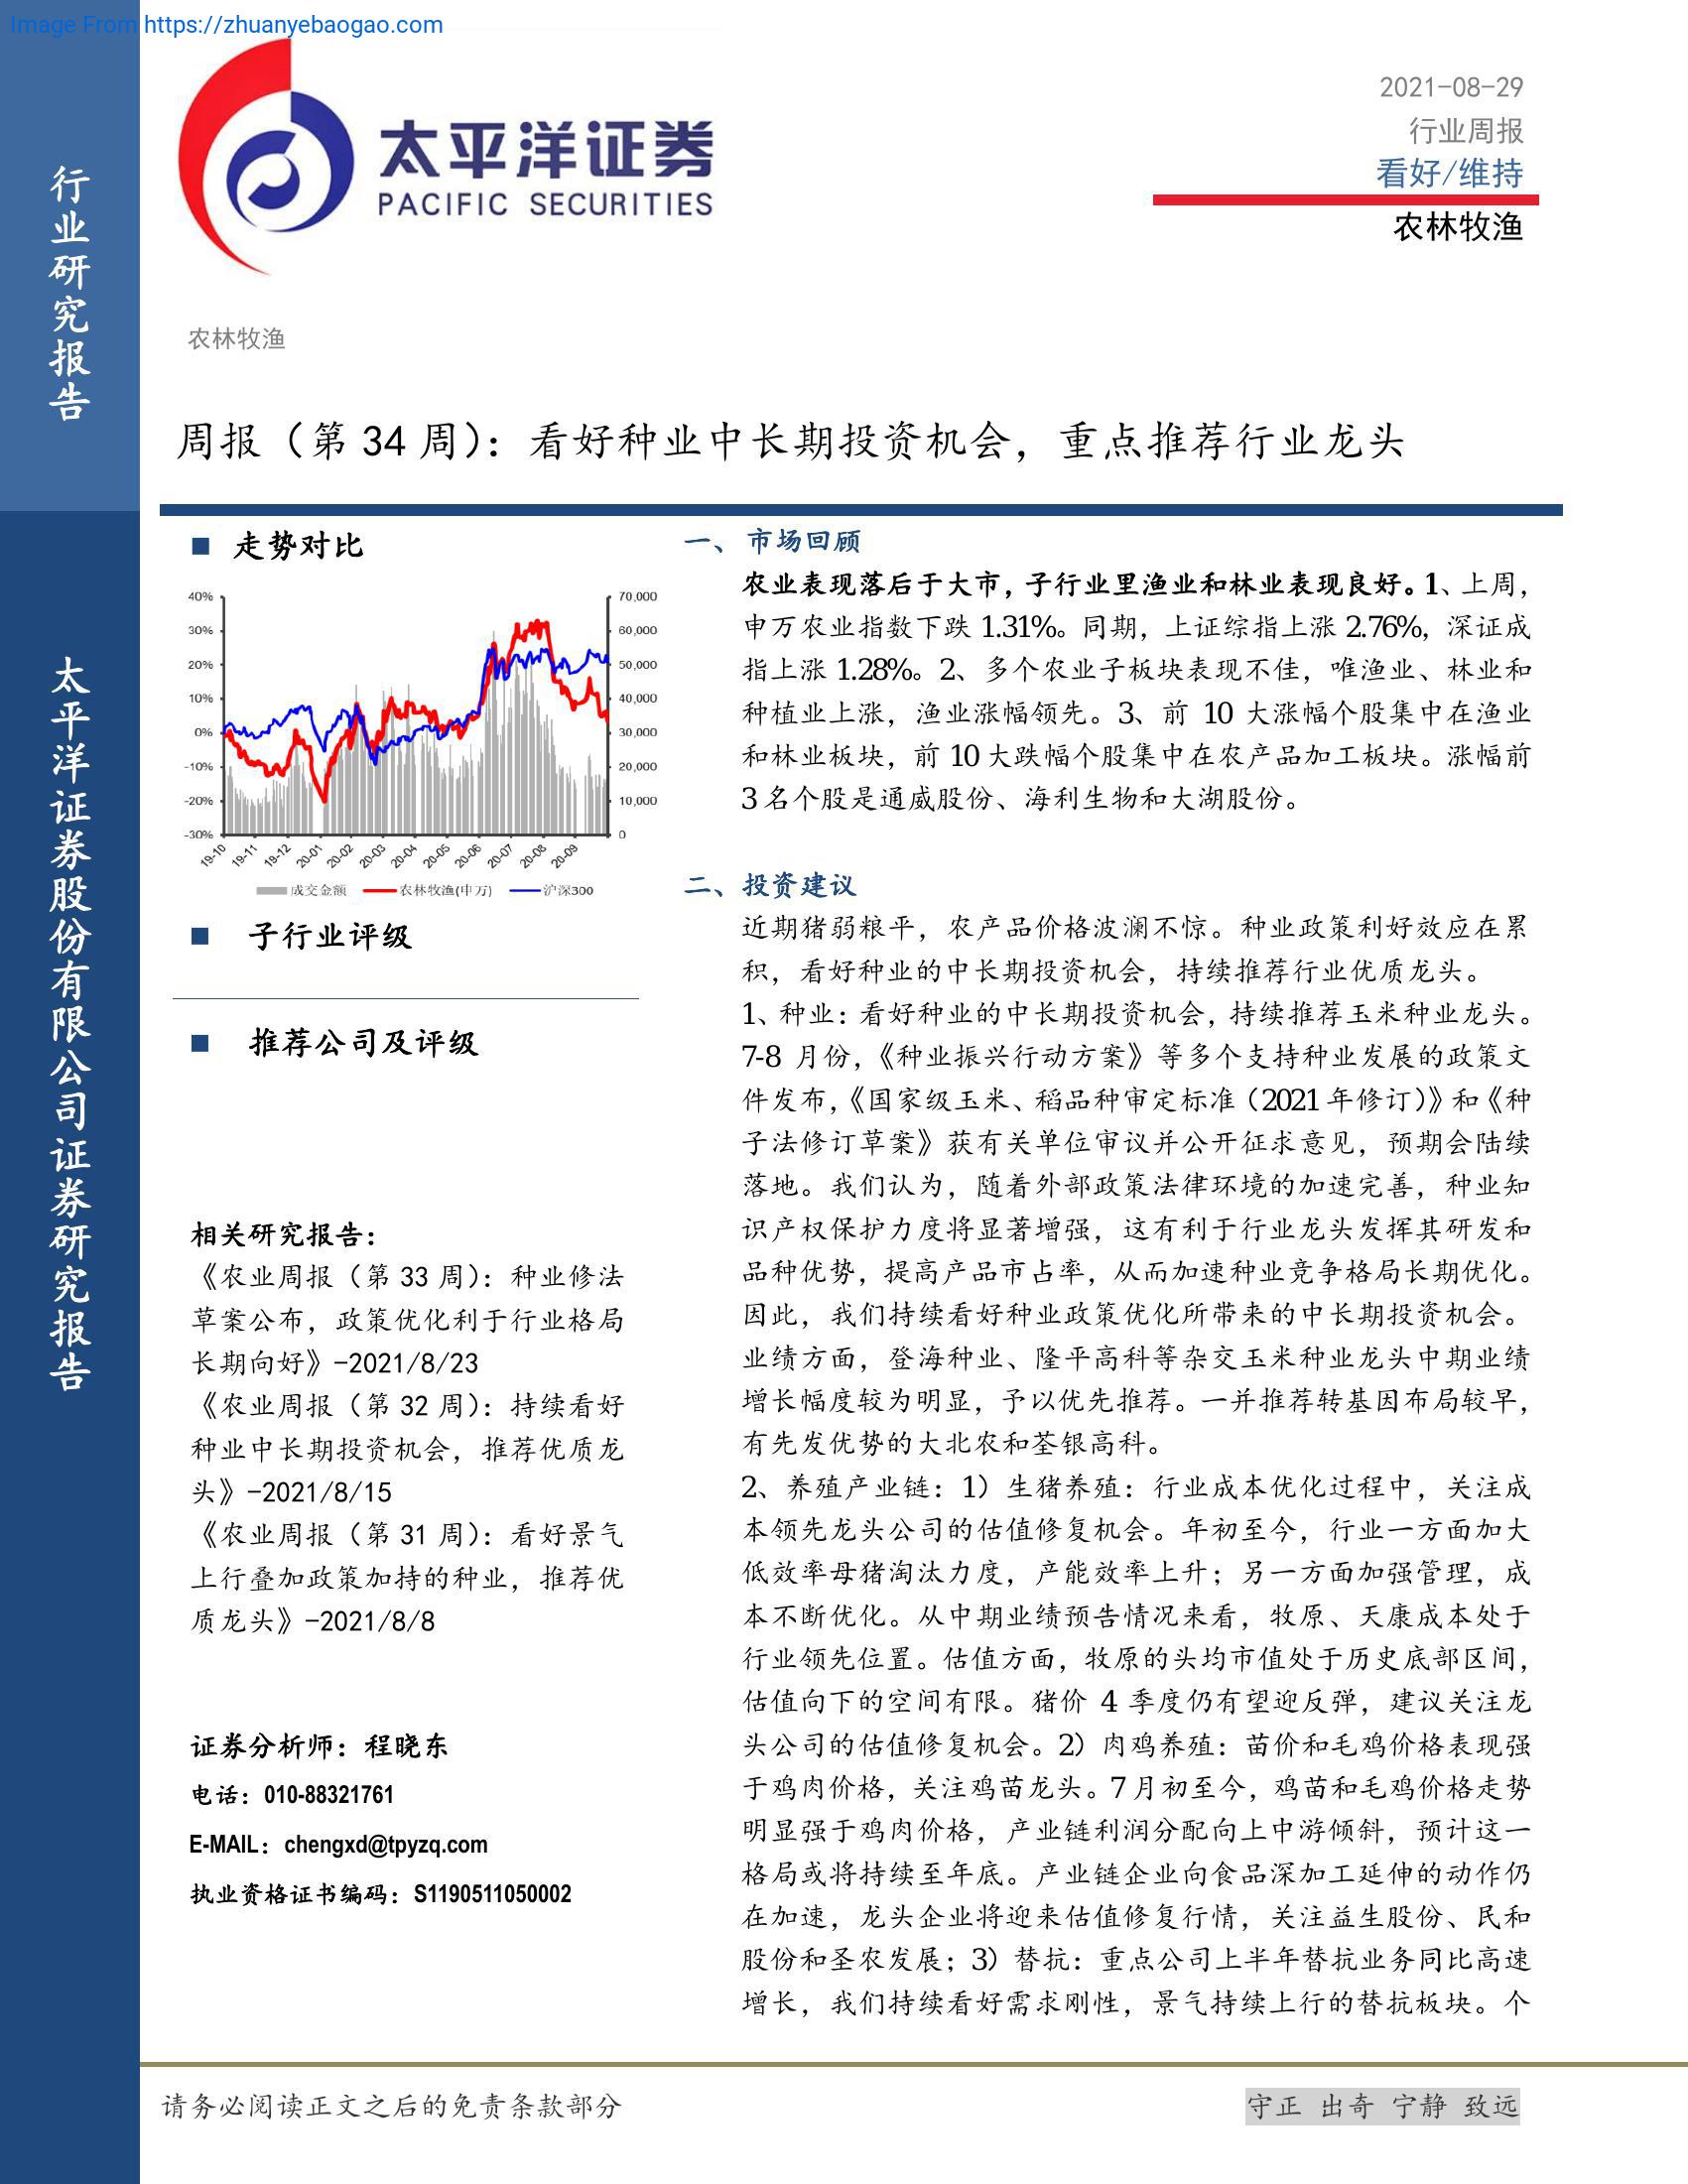 Image From https://zhuanyebaogao.com
行业研究报告
太平洋证券股份有限公司证券研究报告
太平洋证券
PACIFIC SECURITIES
2021-08-29
行业周报
看好/维持
农林牧渔
农林牧渔
周报（第 34 周）：看好种业中长期投资机会，重点推荐行业龙头
■ 走势对比
40%
30%
20%
10%
0%
-10%
-20%
-30%
70,000
60,000
50,000
40,000
30,000
20,000
10,000
0
19-10 19-11 19-12 20-01 20-02 20-03 20-04 20-05 20-06 20-07 20-08 20-09
成交金额 农林牧渔(申万) 沪深300
■ 子行业评级
■ 推荐公司及评级
相关研究报告：
《农业周报（第 33 周）：种业修法
草案公布，政策优化利于行业格局
长期向好》-2021/8/23
《农业周报（第 32 周）：持续看好
种业中长期投资机会，推荐优质龙
头》-2021/8/15
《农业周报（第 31 周）：看好景气
上行叠加政策加持的种业，推荐优
质龙头》-2021/8/8
证券分析师：程晓东
电话：010-88321761
E-MAIL：chengxd@tpyzq.com
执业资格证书编码：S1190511050002
一、 市场回顾
农业表现落后于大市，子行业里渔业和林业表现良好。1、上周，
申万农业指数下跌 1.31%。同期，上证综指上涨 2.76%，深证成
指上涨 1.28%。2、多个农业子板块表现不佳，唯渔业、林业和
种植业上涨，渔业涨幅领先。3、前 10 大涨幅个股集中在渔业
和林业板块，前 10 大跌幅个股集中在农产品加工板块。涨幅前
3 名个股是通威股份、海利生物和大湖股份。
二、投资建议
近期猪弱粮平，农产品价格波澜不惊。种业政策利好效应在累
积，看好种业的中长期投资机会，持续推荐行业优质龙头。
1、种业：看好种业的中长期投资机会，持续推荐玉米种业龙头。
7-8 月份，《种业振兴行动方案》等多个支持种业发展的政策文
件发布，《国家级玉米、稻品种审定标准（2021 年修订）》和《种
子法修订草案》获有关单位审议并公开征求意见，预期会陆续
落地。我们认为，随着外部政策法律环境的加速完善，种业知
识产权保护力度将显著增强，这有利于行业龙头发挥其研发和
品种优势，提高产品市占率，从而加速种业竞争格局长期优化。
因此，我们持续看好种业政策优化所带来的中长期投资机会。
业绩方面，登海种业、隆平高科等杂交玉米种业龙头中期业绩
增长幅度较为明显，予以优先推荐。一并推荐转基因布局较早，
有先发优势的大北农和荃银高科。
2、养殖产业链：1）生猪养殖：行业成本优化过程中，关注成
本领先龙头公司的估值修复机会。年初至今，行业一方面加大
低效率母猪淘汰力度，产能效率上升；另一方面加强管理，成
本不断优化。从中期业绩预告情况来看，牧原、天康成本处于
行业领先位置。估值方面，牧原的头均市值处于历史底部区间，
估值向下的空间有限。猪价 4 季度仍有望迎反弹，建议关注龙
头公司的估值修复机会。2）肉鸡养殖：苗价和毛鸡价格表现强
于鸡肉价格，关注鸡苗龙头。7 月初至今，鸡苗和毛鸡价格走势
明显强于鸡肉价格，产业链利润分配向上中游倾斜，预计这一
格局或将持续至年底。产业链企业向食品深加工延伸的动作仍
在加速，龙头企业将迎来估值修复行情，关注益生股份、民和
股份和圣农发展；3）替抗：重点公司上半年替抗业务同比高速
增长，我们持续看好需求刚性，景气持续上行的替抗板块。个
请务必阅读正文之后的免责条款部分
守正 出奇 宁静 致远